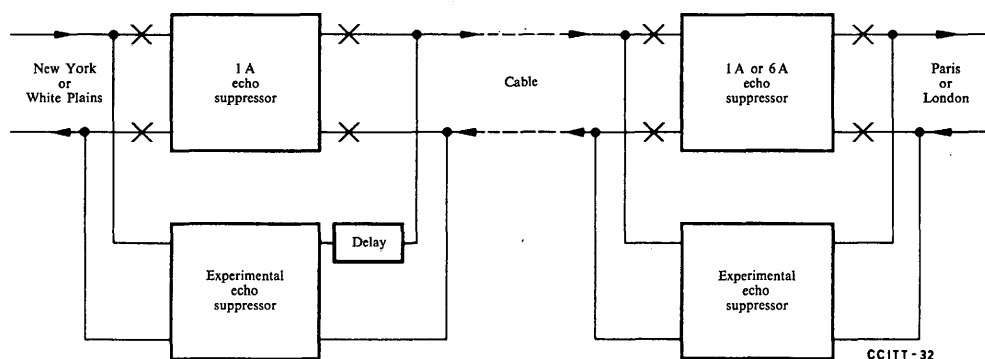 New York
or
White Plains
1 A
echo
suppressor
Cable
1 A or 6 A
echo
suppressor
Paris
or
London
Experimental
echo
suppressor
Delay
Experimental
echo
suppressor
CCITT-32